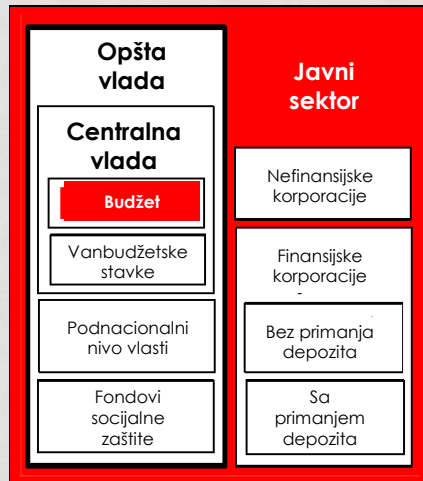 Opšta
vlada
Centralna
vlada
Budžet
Vanbudžetske
stavke
Podnacionalni
nivo vlasti
Fondovi
socijalne
zaštite
Javni
sektor
Nefinansijske
korporacije
Finansijske
korporacije
Bez primanja
depozita
Sa
primanjem
depozita